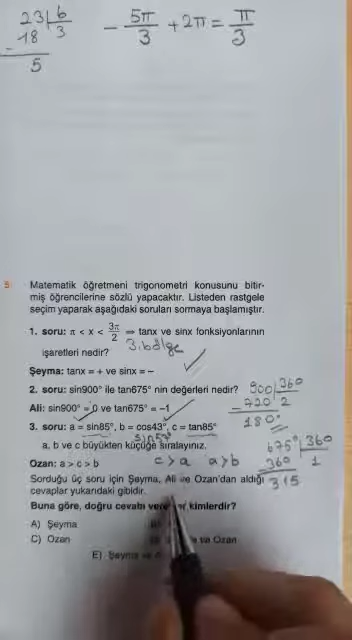 23 6
- 18 3
5
- 5π/3 + 2π = π/3
5. Matematik öğretmeni trigonometri konusunu bitir-
miş öğrencilerine sözlü yapacaktır. Listeden rastgele
seçim yaparak aşağıdaki soruları sormaya başlamıştır.
1. soru: π < x < 3π/2 ⇒ tanx ve sinx fonksiyonlarının
işaretleri nedir?
3. bölge
Şeyma: tanx = + ve sinx = –
2. soru: sin900° ile tan675° nin değerleri nedir?
900 360
- 720 2
180°
Ali: sin900° = 0 ve tan675° = –1
3. soru: a = sin85°, b = cos43°, c = tan85°
a, b ve c büyükten küçüğe sıralayınız.
675° 360
360 1
315
Ozan: a > c > b
c > a a > b
Sorduğu üç soru için Şeyma, Ali ve Ozan'dan aldığı
cevaplar yukarıdaki gibidir.
Buna göre, doğru cevabı kimlerdir?
A) Şeyma
C) Ozan ve Ozan
E) Şeyma